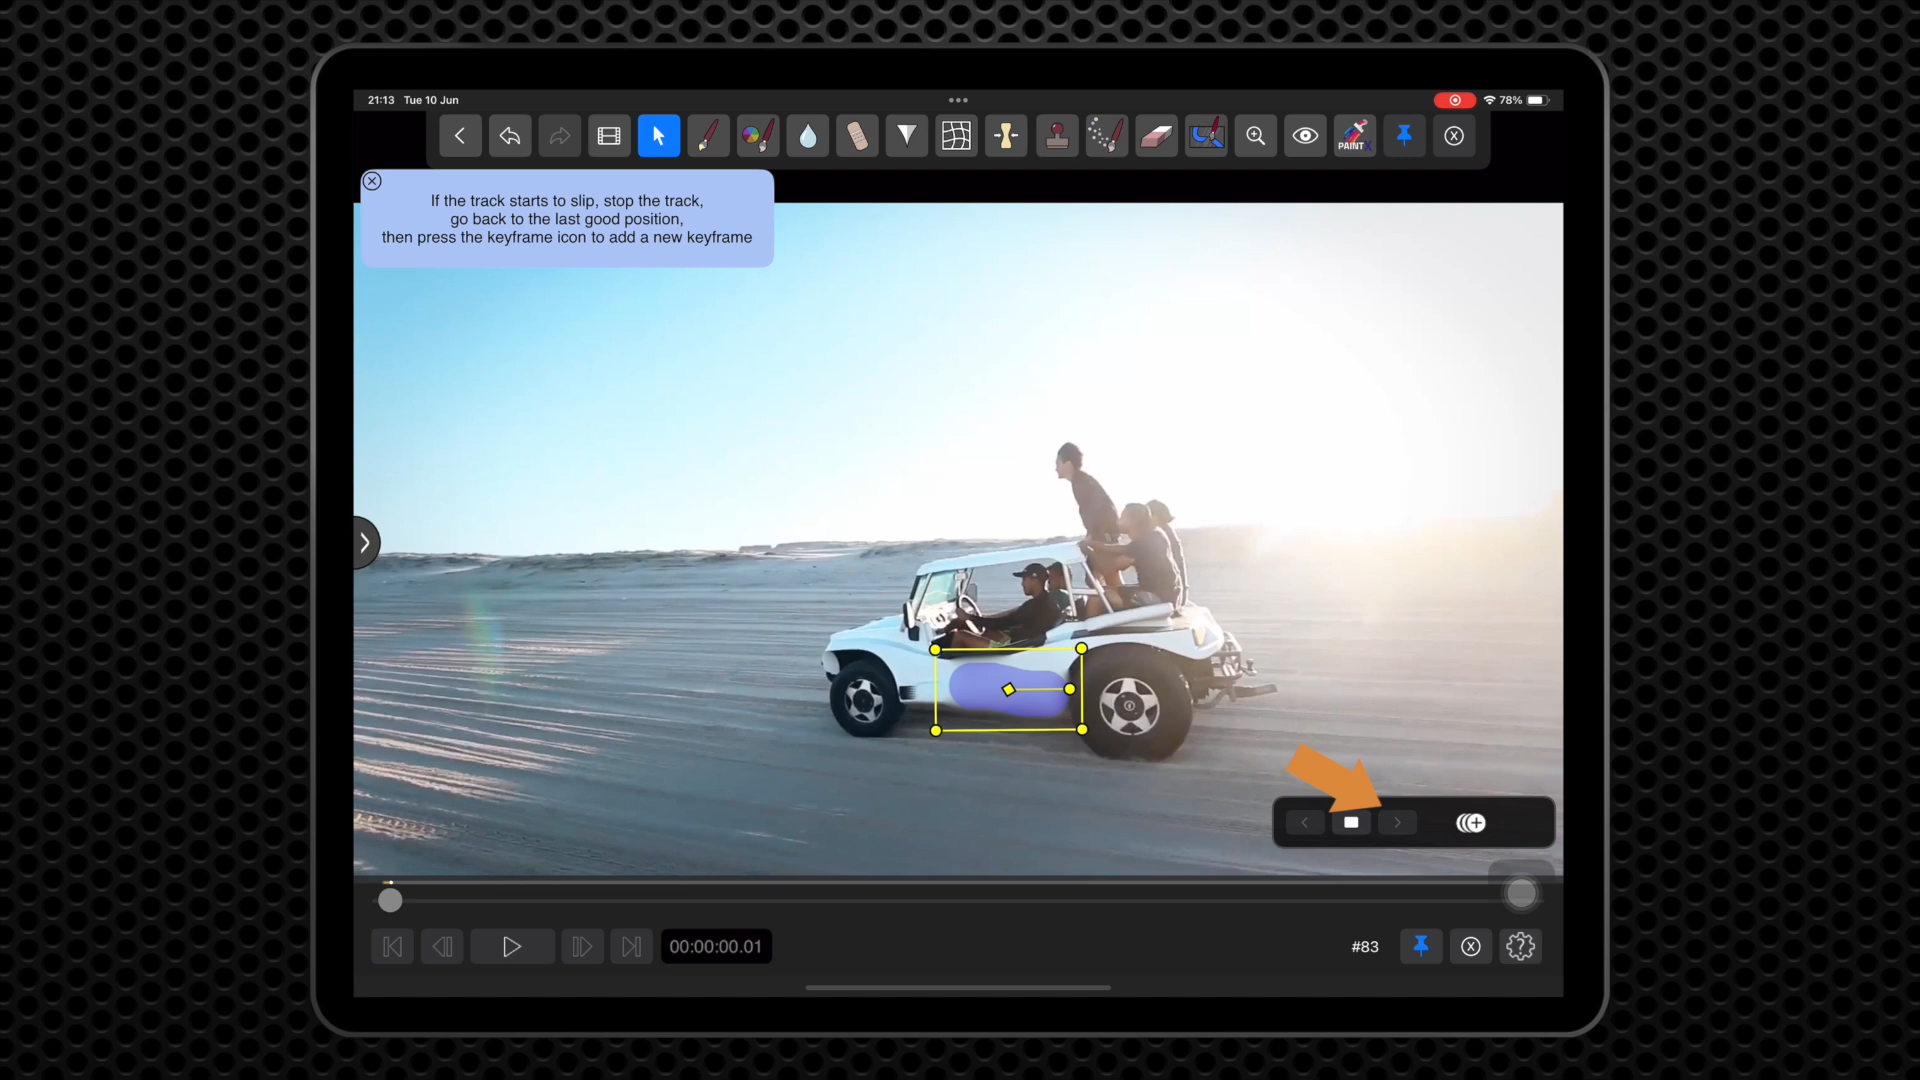 21:13 Tue 10 Jun
78%
PAINTX
If the track starts to slip, stop the track,
go back to the last good position,
then press the keyframe icon to add a new keyframe
00:00:00.01
#83